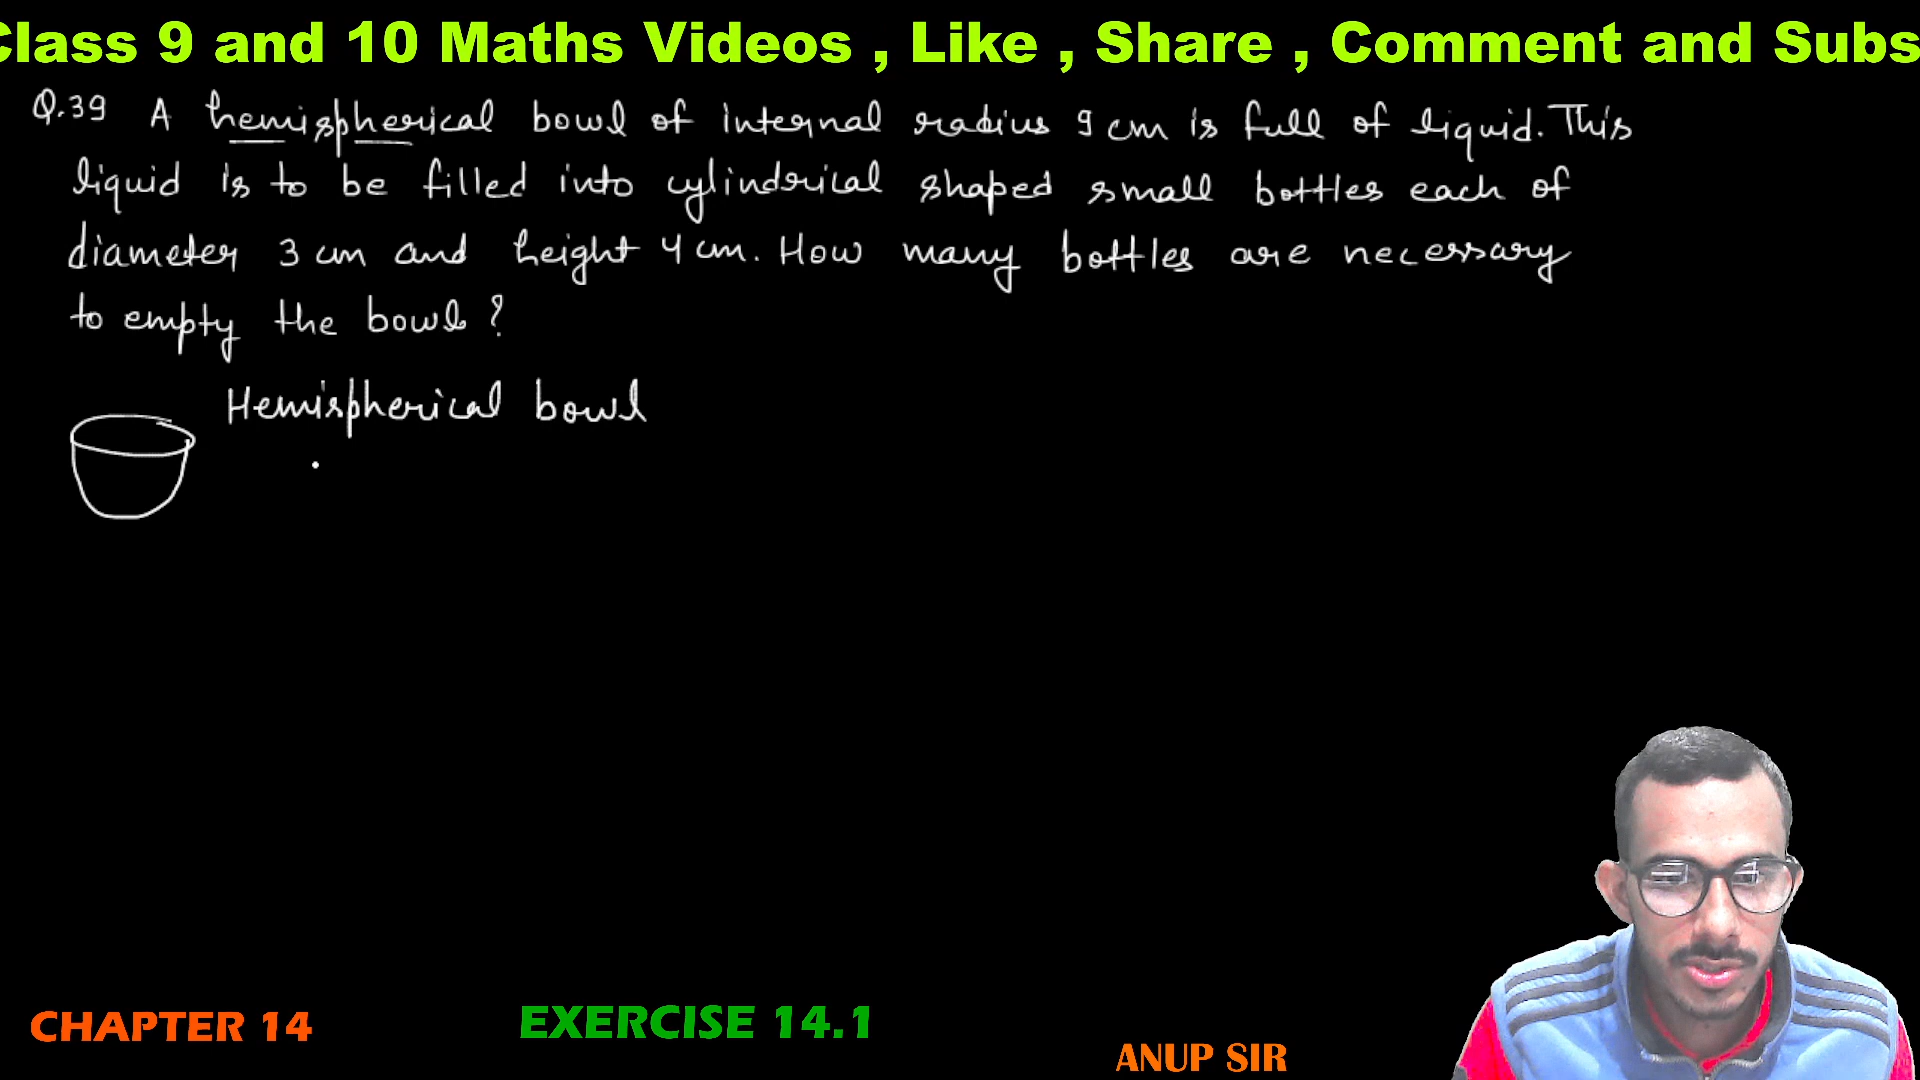 Class 9 and 10 Maths Videos , Like , Share , Comment and Subs
Q.39 A hemispherical bowl of internal radius 9 cm is full of liquid. This
liquid is to be filled into cylindrical shaped small bottles each of
diameter 3 cm and height 4 cm. How many bottles are necessary
to empty the bowl ?
Hemispherical bowl
CHAPTER 14
EXERCISE 14.1
ANUP SIR